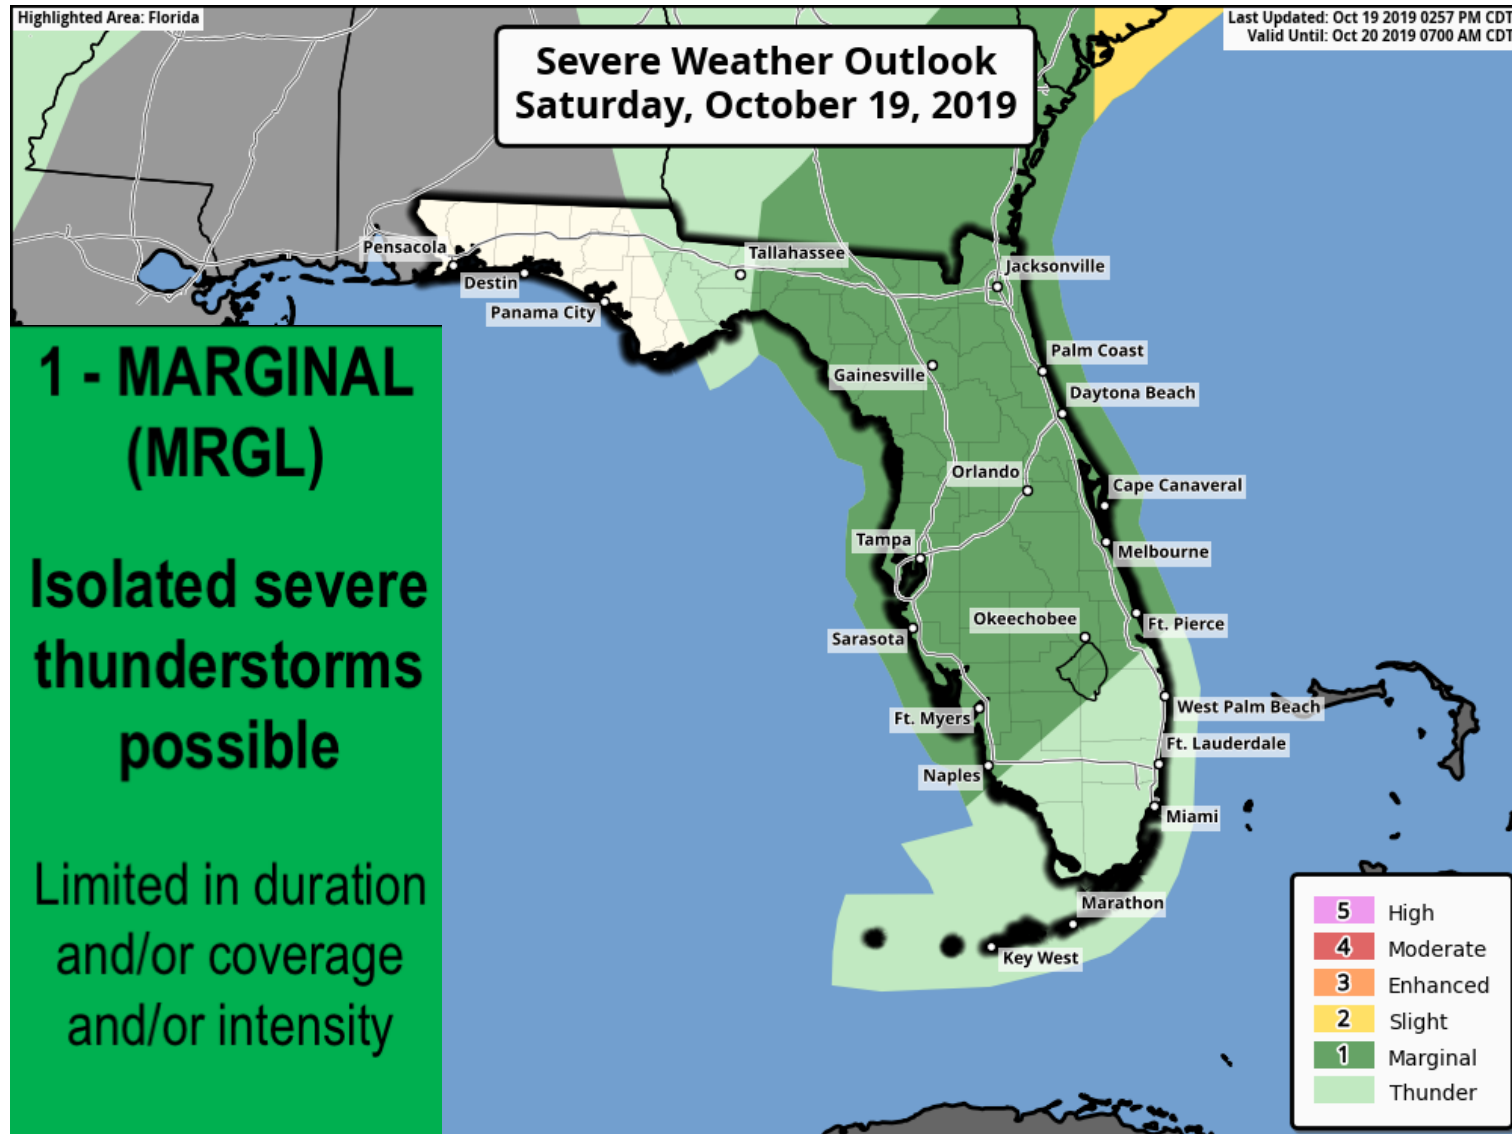 Highlighted Area: Florida
Last Updated: Oct 19 2019 0257 PM CDT
Valid Until: Oct 20 2019 0700 AM CDT
Severe Weather Outlook
Saturday, October 19, 2019
Pensacola
Destin
Panama City
Tallahassee
Jacksonville
Palm Coast
Gainesville
Daytona Beach
Orlando
Cape Canaveral
Tampa
Melbourne
Okeechobee
Ft. Pierce
Sarasota
West Palm Beach
Ft. Myers
Ft. Lauderdale
Naples
Miami
Marathon
Key West
1 - MARGINAL
(MRGL)
Isolated severe
thunderstorms
possible
Limited in duration
and/or coverage
and/or intensity
5 High
4 Moderate
3 Enhanced
2 Slight
1 Marginal
Thunder